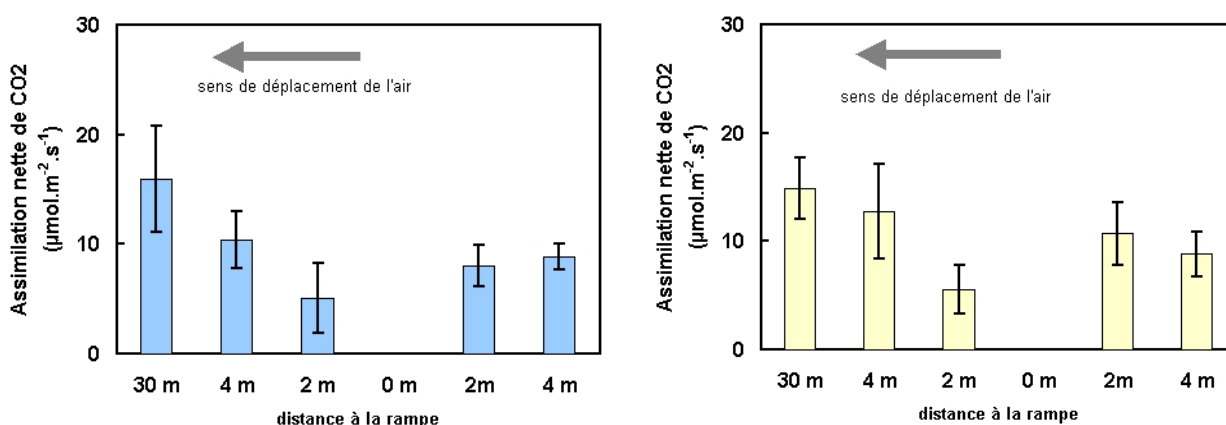 30
20
10
0
Assimilation nette de CO2
(µmol.m-2.s-1)
sens de déplacement de l'air
30 m
4 m
2 m
0 m
2m
4 m
distance à la rampe
30
20
10
0
Assimilation nette de CO2
(µmol.m-2.s-1)
sens de déplacement de l'air
30 m
4 m
2 m
0 m
2m
4 m
distance à la rampe